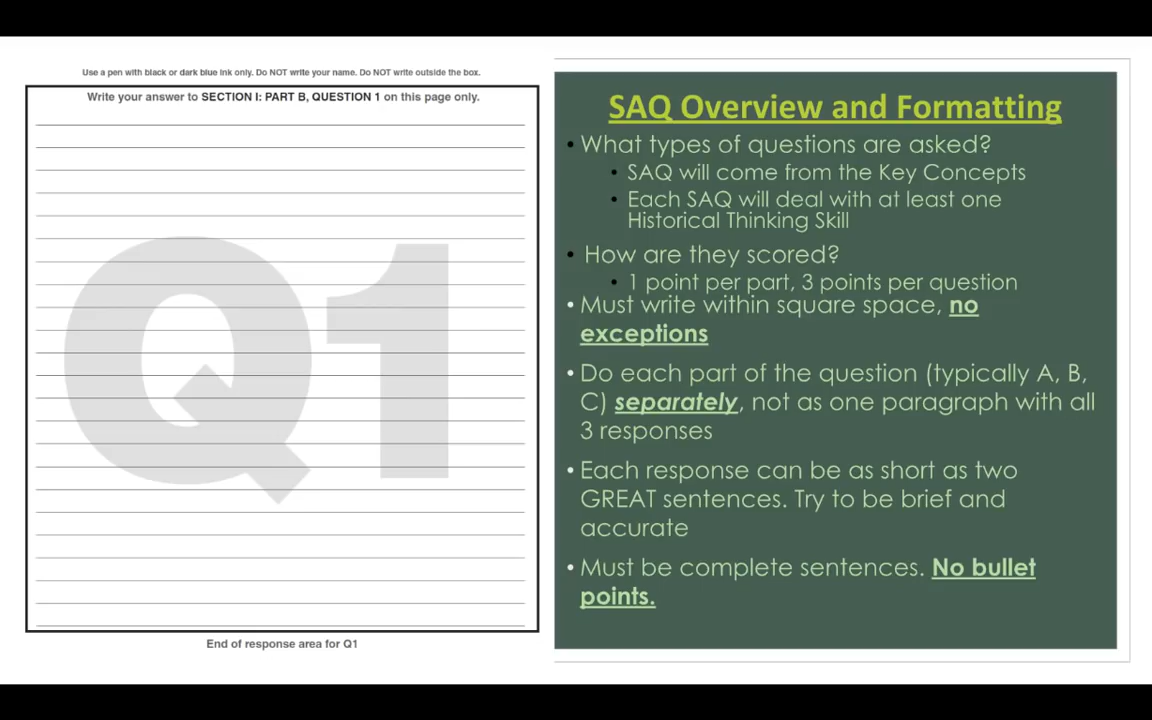 Use a pen with black or dark blue ink only. Do NOT write your name. Do NOT write outside the box.
Write your answer to SECTION I: PART B, QUESTION 1 on this page only.
Q1
End of response area for Q1
SAQ Overview and Formatting
• What types of questions are asked?
• SAQ will come from the Key Concepts
• Each SAQ will deal with at least one
Historical Thinking Skill
• How are they scored?
• 1 point per part, 3 points per question
• Must write within square space, no
exceptions
• Do each part of the question (typically A, B,
C) separately, not as one paragraph with all
3 responses
• Each response can be as short as two
GREAT sentences. Try to be brief and
accurate
• Must be complete sentences. No bullet
points.